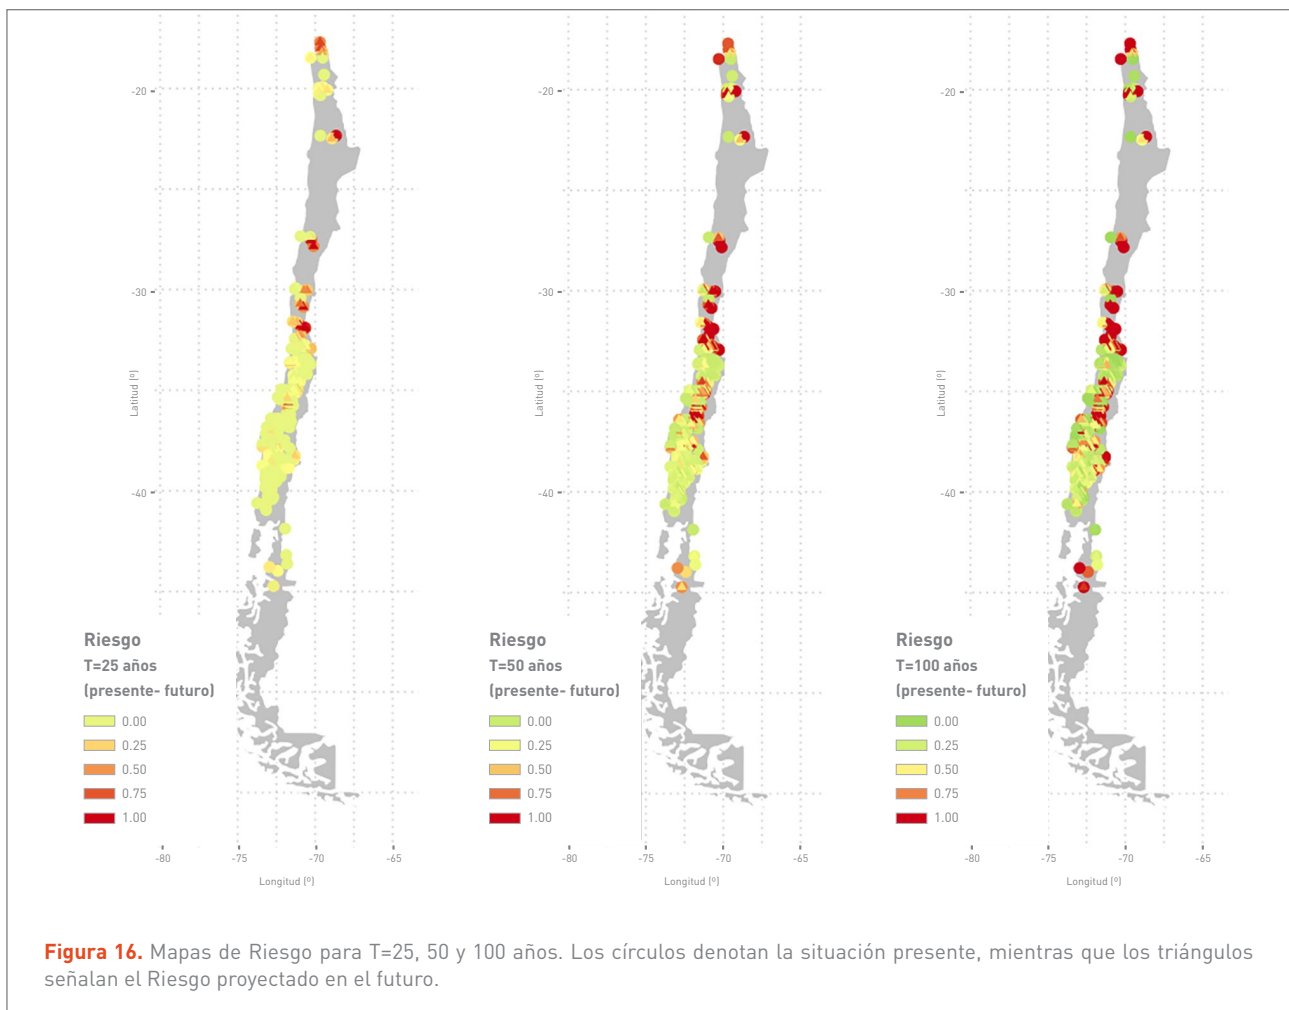 -20
-30
-40
Latitud (º)
Riesgo
T=25 años
(presente- futuro)
0.00
0.25
0.50
0.75
1.00
-80
-75
-70
-65
Longitud (º)
-20
-30
-40
Latitud (º)
Riesgo
T=50 años
(presente- futuro)
0.00
0.25
0.50
0.75
1.00
-80
-75
-70
-65
Longitud (º)
-20
-30
-40
Latitud (º)
Riesgo
T=100 años
(presente- futuro)
0.00
0.25
0.50
0.75
1.00
-80
-75
-70
-65
Longitud (º)
Figura 16. Mapas de Riesgo para T=25, 50 y 100 años. Los círculos denotan la situación presente, mientras que los triángulos
señalan el Riesgo proyectado en el futuro.